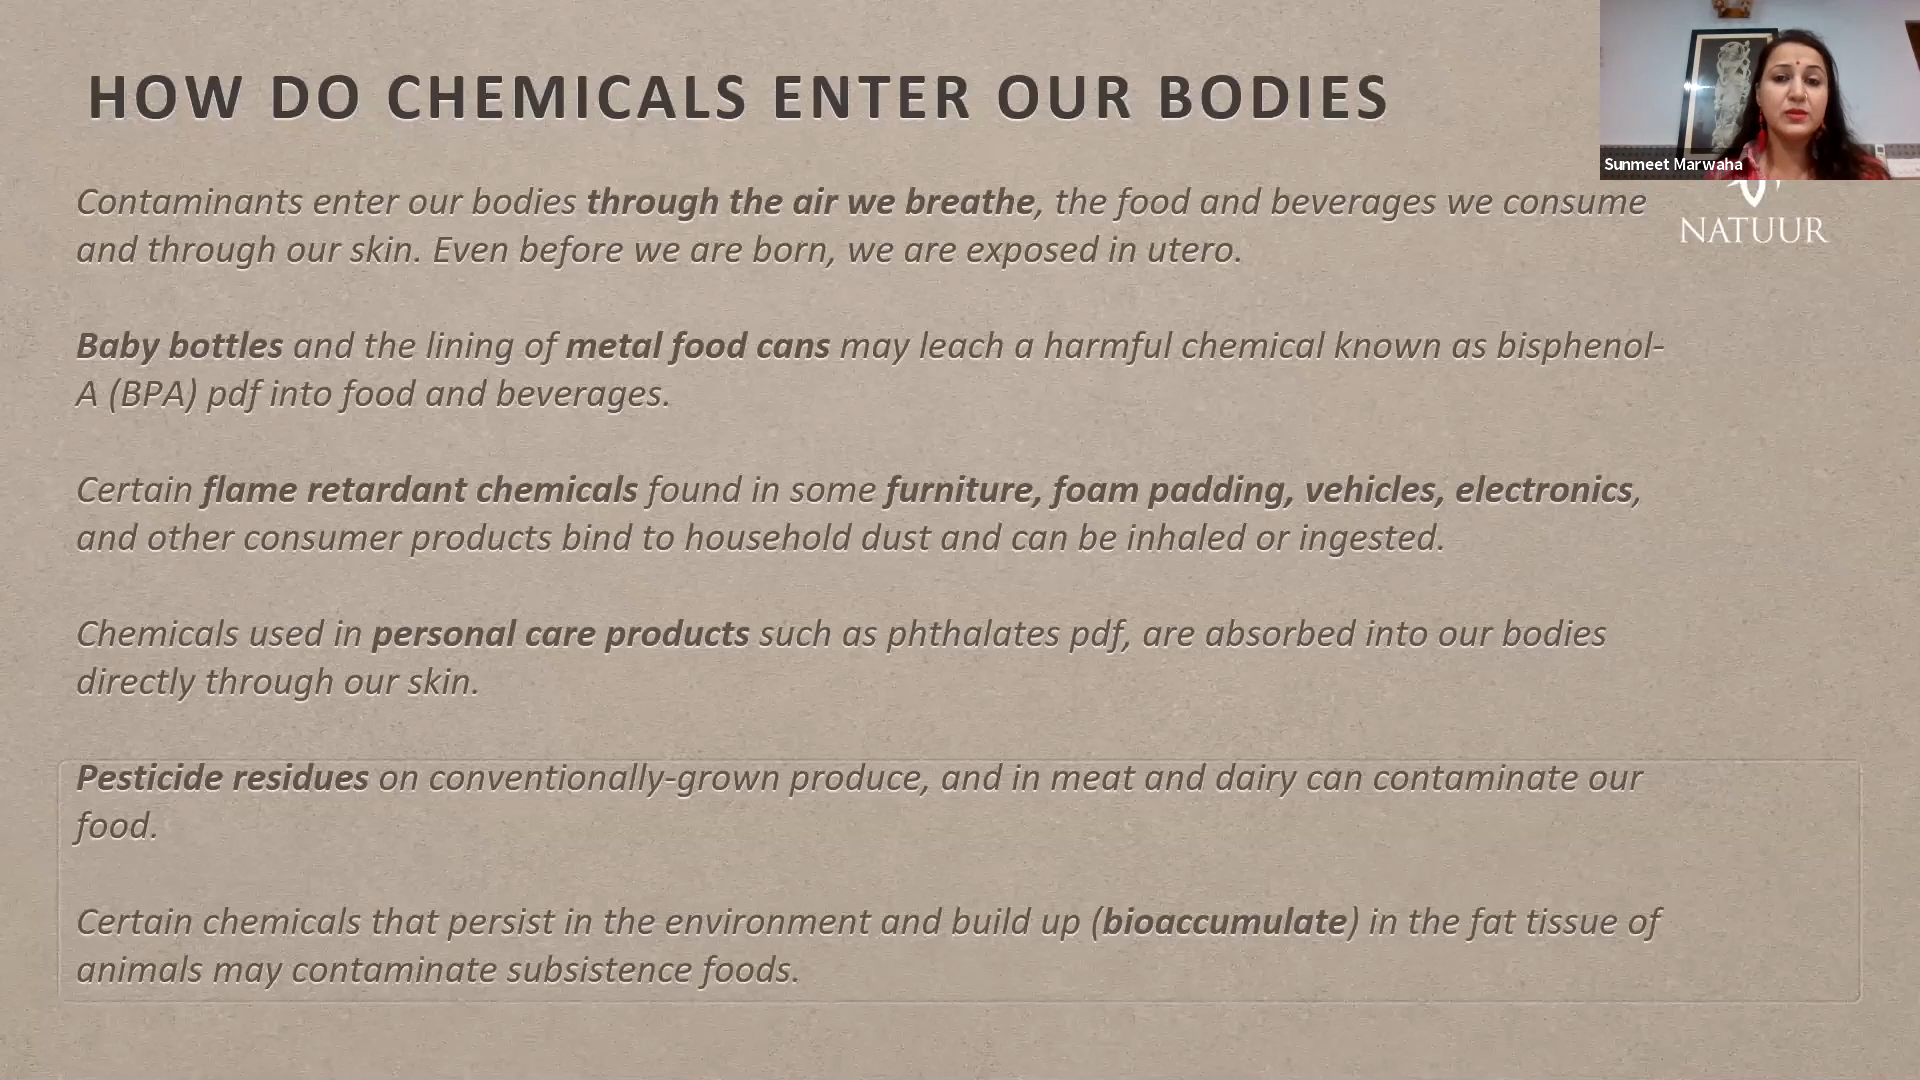 HOW DO CHEMICALS ENTER OUR BODIES
Sunmeet Marwaha
NATUUR
Contaminants enter our bodies through the air we breathe, the food and beverages we consume
and through our skin. Even before we are born, we are exposed in utero.
Baby bottles and the lining of metal food cans may leach a harmful chemical known as bisphenol-
A (BPA) pdf into food and beverages.
Certain flame retardant chemicals found in some furniture, foam padding, vehicles, electronics,
and other consumer products bind to household dust and can be inhaled or ingested.
Chemicals used in personal care products such as phthalates pdf, are absorbed into our bodies
directly through our skin.
Pesticide residues on conventionally-grown produce, and in meat and dairy can contaminate our
food.
Certain chemicals that persist in the environment and build up (bioaccumulate) in the fat tissue of
animals may contaminate subsistence foods.